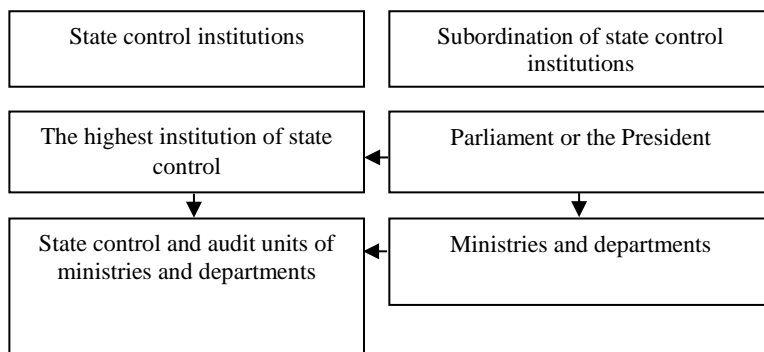 State control institutions
Subordination of state control
institutions
The highest institution of state
control
Parliament or the President
State control and audit units of
ministries and departments
Ministries and departments